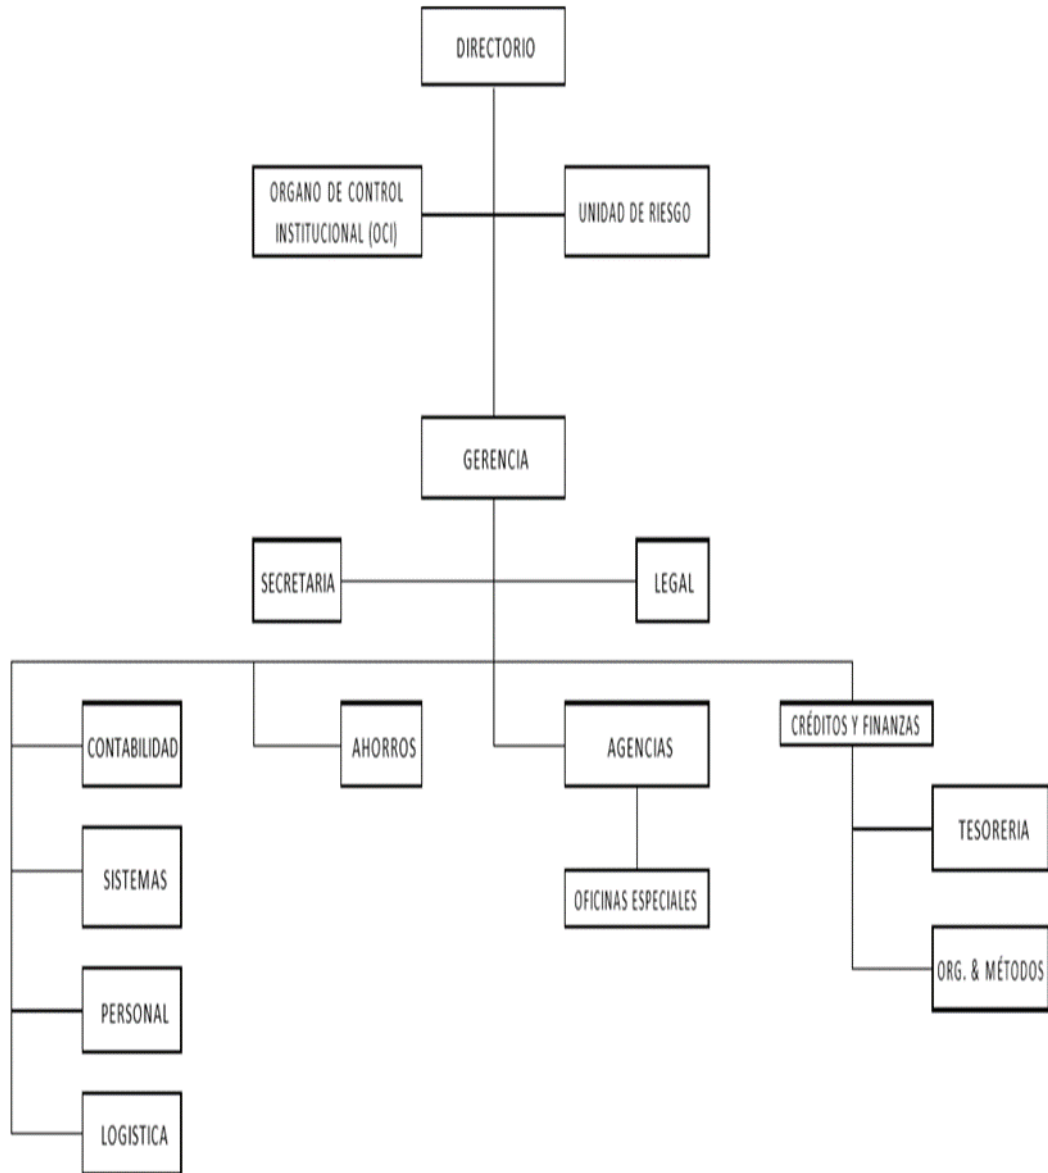 DIRECTORIO
ORGANO DE CONTROL
INSTITUCIONAL (OCI)
UNIDAD DE RIESGO
GERENCIA
SECRETARIA
LEGAL
CONTABILIDAD
AHORROS
AGENCIAS
CRÉDITOS Y FINANZAS
TESORERIA
SISTEMAS
OFICINAS ESPECIALES
ORG. & MÉTODOS
PERSONAL
LOGISTICA